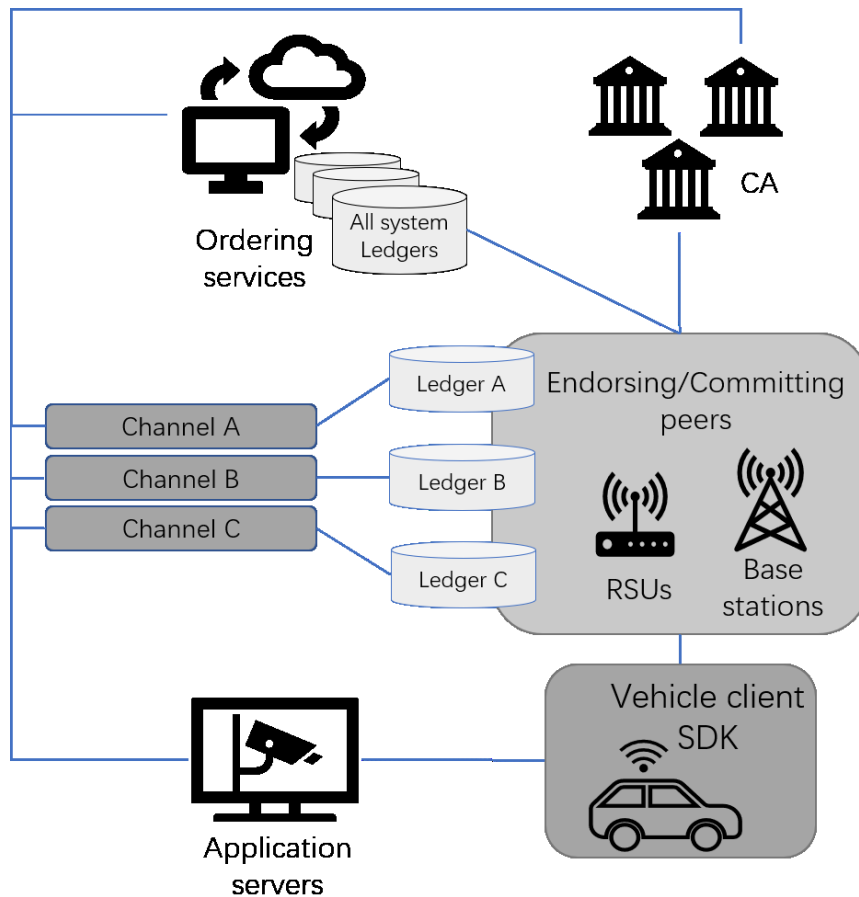 All system
Ledgers
Ordering
services
CA
Ledger A
Endorsing/Committing
peers
Channel A
Channel B
Ledger B
Channel C
Ledger C
RSUs
Base
stations
Vehicle client
SDK
Application
servers